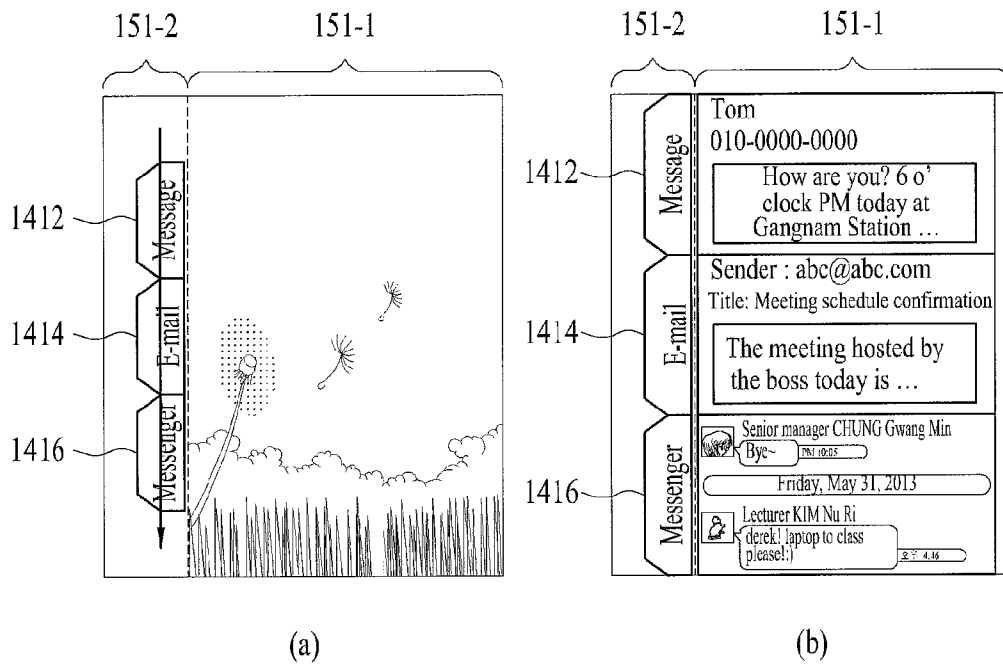 151-2
151-1
1412
1414
1416
Message
E-mail
Messenger
(a)
151-2
151-1
1412
1414
1416
Message
E-mail
Messenger
Tom
010-0000-0000
How are you? 6 o'
clock PM today at
Gangnam Station ...
Sender : abc@abc.com
Title: Meeting schedule confirmation
The meeting hosted by
the boss today is ...
Senior manager CHUNG Gwang Min
Bye~
PM 10:05
Friday, May 31, 2013
Lecturer KIM Nu Ri
derek! laptop to class
please!:)
오후 4:46
(b)